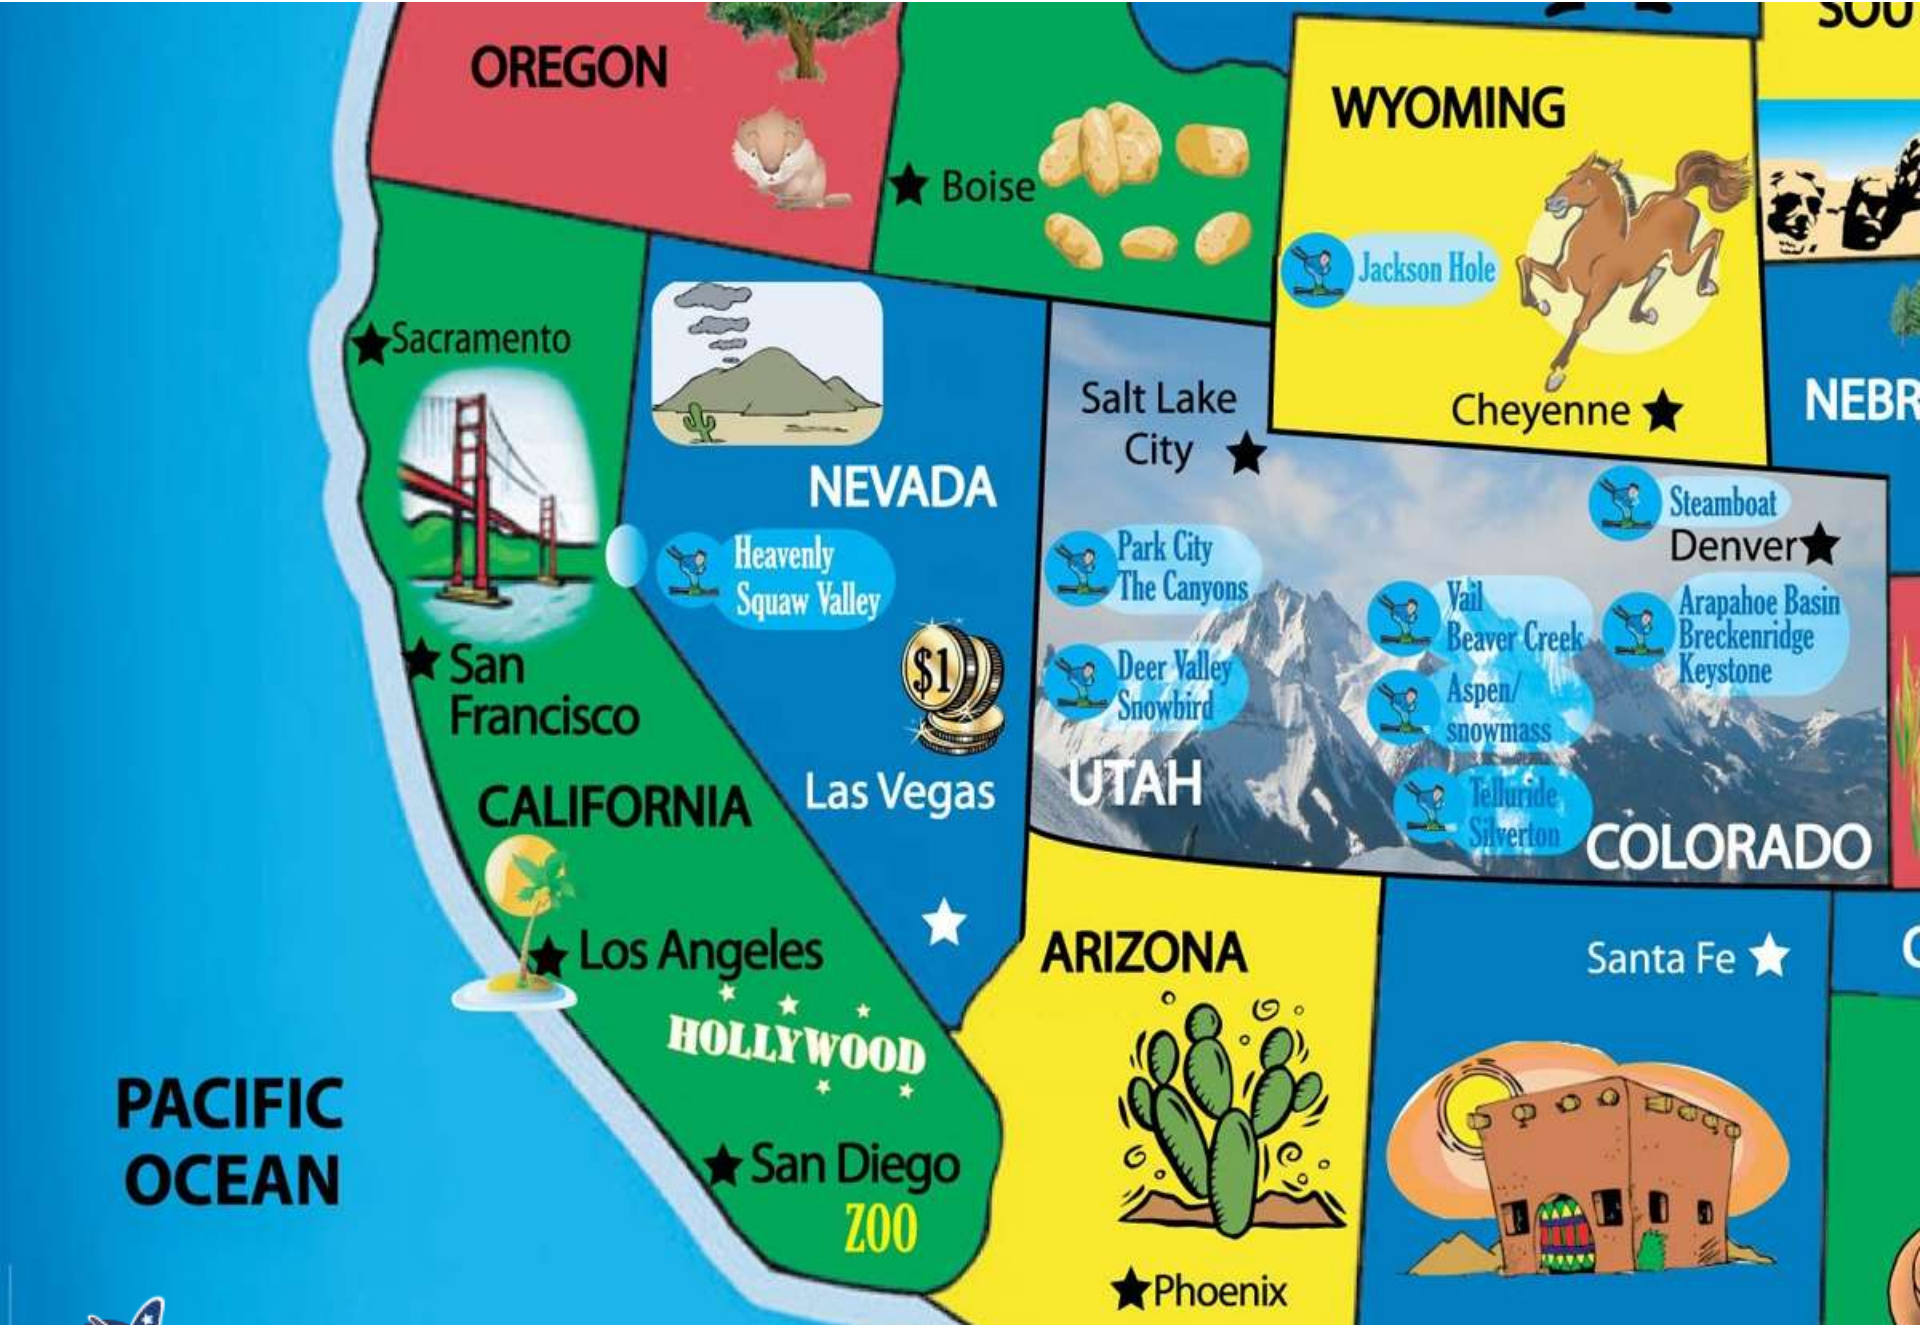 OREGON
SOU
WYOMING
Boise
Jackson Hole
Sacramento
Salt Lake
City
Cheyenne
NEBR
NEVADA
Steamboat
Denver
Heavenly
Squaw Valley
Park City
The Canyons
Vail
Beaver Creek
Arapahoe Basin
Breckenridge
Keystone
$1
San
Francisco
Deer Valley
Snowbird
Aspen/
snowmass
CALIFORNIA
Las Vegas
UTAH
Telluride
Silverton
COLORADO
Los Angeles
ARIZONA
Santa Fe
HOLLYWOOD
PACIFIC
OCEAN
San Diego
ZOO
Phoenix